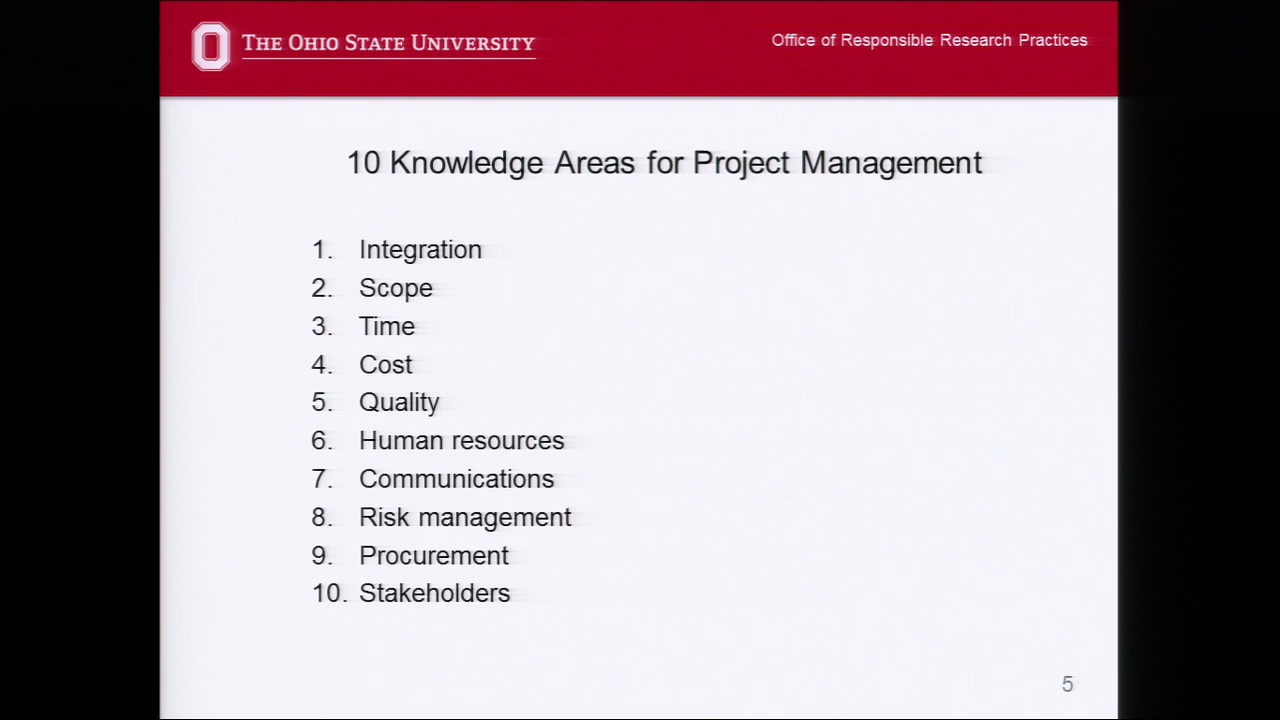 THE OHIO STATE UNIVERSITY
Office of Responsible Research Practices
10 Knowledge Areas for Project Management
1. Integration
2. Scope
3. Time
4. Cost
5. Quality
6. Human resources
7. Communications
8. Risk management
9. Procurement
10. Stakeholders
5